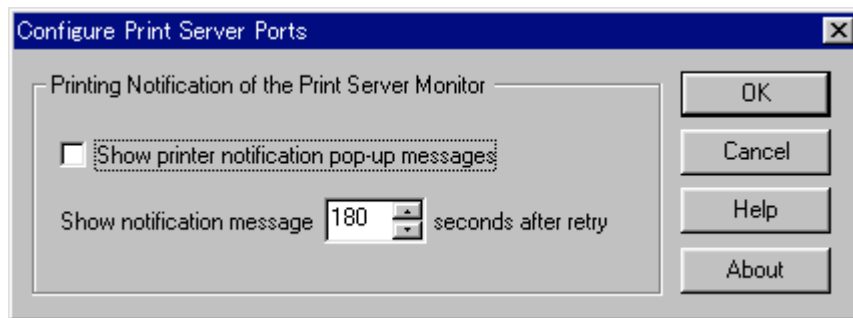 Configure Print Server Ports
Printing Notification of the Print Server Monitor
Show printer notification pop-up messages
Show notification message 180 seconds after retry
OK
Cancel
Help
About